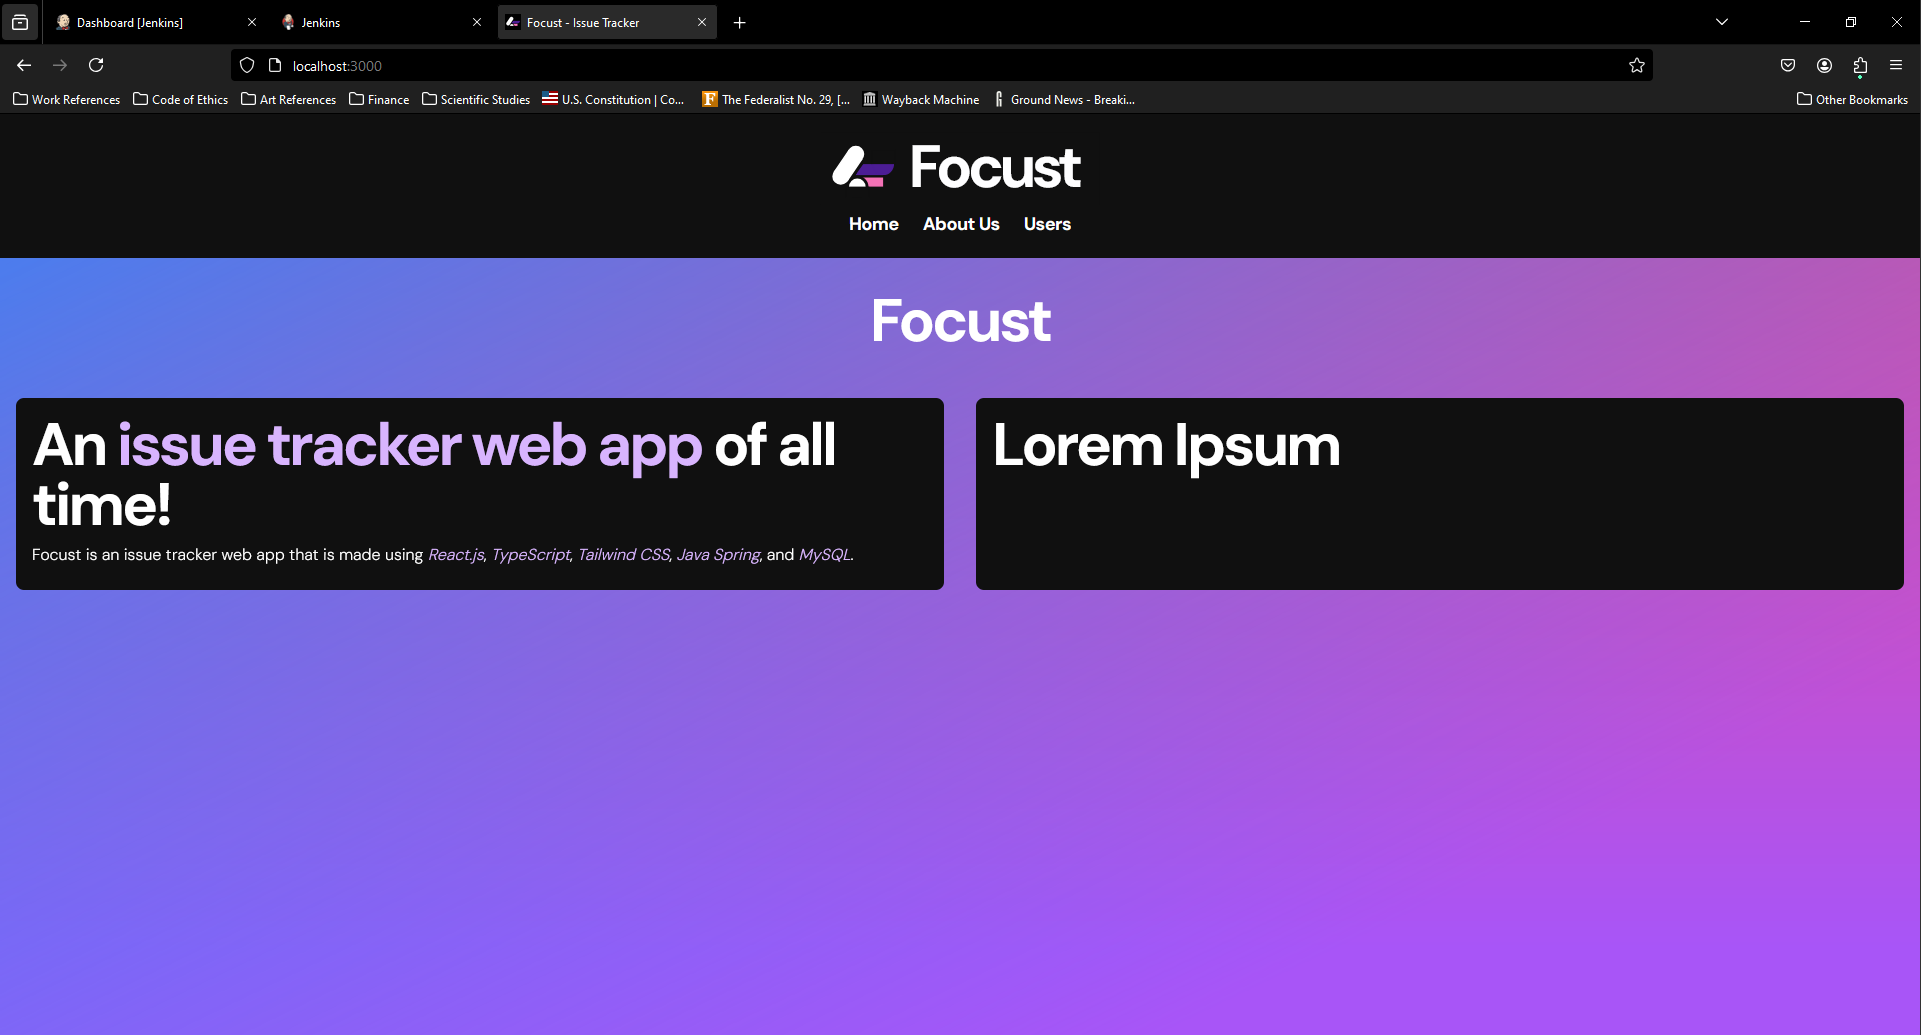 Dashboard [Jenkins]
Jenkins
Focust - Issue Tracker
localhost:3000
Work References
Code of Ethics
Art References
Finance
Scientific Studies
U.S. Constitution | Co...
The Federalist No. 29, [...
Wayback Machine
Ground News - Breaki...
Other Bookmarks
Focust
Home About Us Users
Focust
An issue tracker web app of all
time!
Focust is an issue tracker web app that is made using React.js, TypeScript, Tailwind CSS, Java Spring, and MySQL.
Lorem Ipsum